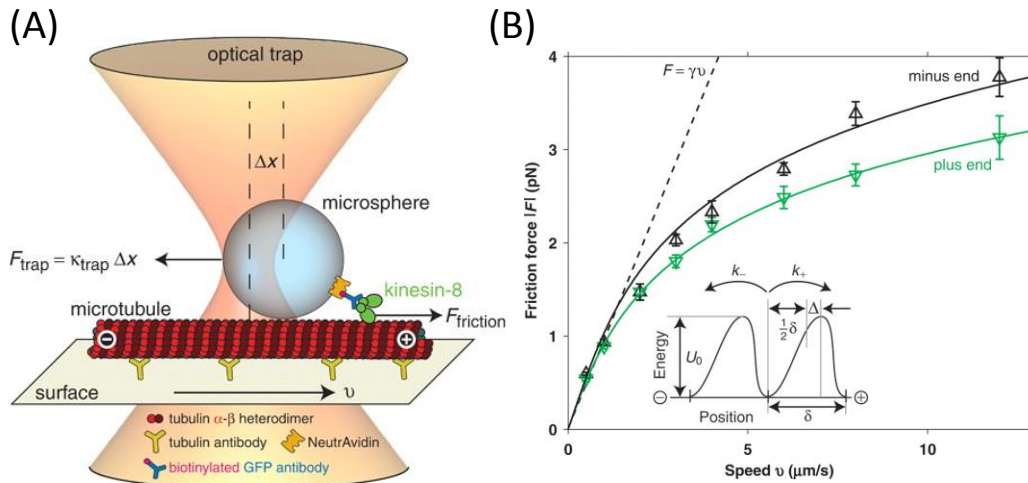 (A)
optical trap
Δx
microsphere
F_trap = κ_trap Δx
kinesin-8
microtubule
F_friction
−
+
surface
υ
tubulin α-β heterodimer
tubulin antibody
NeutrAvidin
biotinylated GFP antibody
(B)
Friction force |F| (pN)
4
3
2
1
0
F = γυ
minus end
plus end
k₋
k₊
Δ
½δ
Energy
U₀
−
+
Position
δ
0
5
10
Speed υ (μm/s)